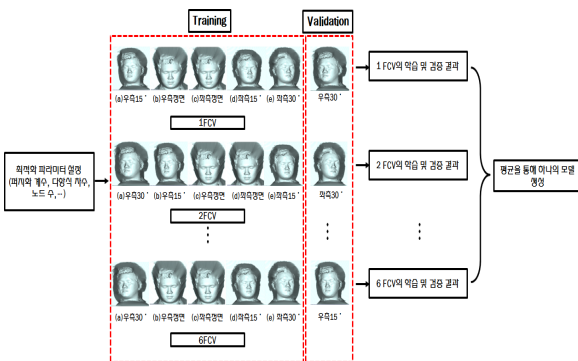 Training
Validation
(a)우측15˚ (b)우측정면 (c)좌측정면 (d)좌측15˚ (e)좌측30˚
우측30˚
1FCV
1 FCV의 학습 및 검증 결과
최적화 파라미터 설정
(퍼지화 계수, 다항식 차수,
노드 수,…)
(a)우측30˚ (b)우측15˚ (c)우측정면 (d)좌측정면 (e)좌측15˚
좌측30˚
2FCV
2 FCV의 학습 및 검증 결과
평균을 통해 하나의 모델
생성
(a)우측30˚ (b)우측정면 (c)좌측정면 (d)좌측15˚ (e) 좌측30˚
우측15˚
6FCV
6 FCV의 학습 및 검증 결과